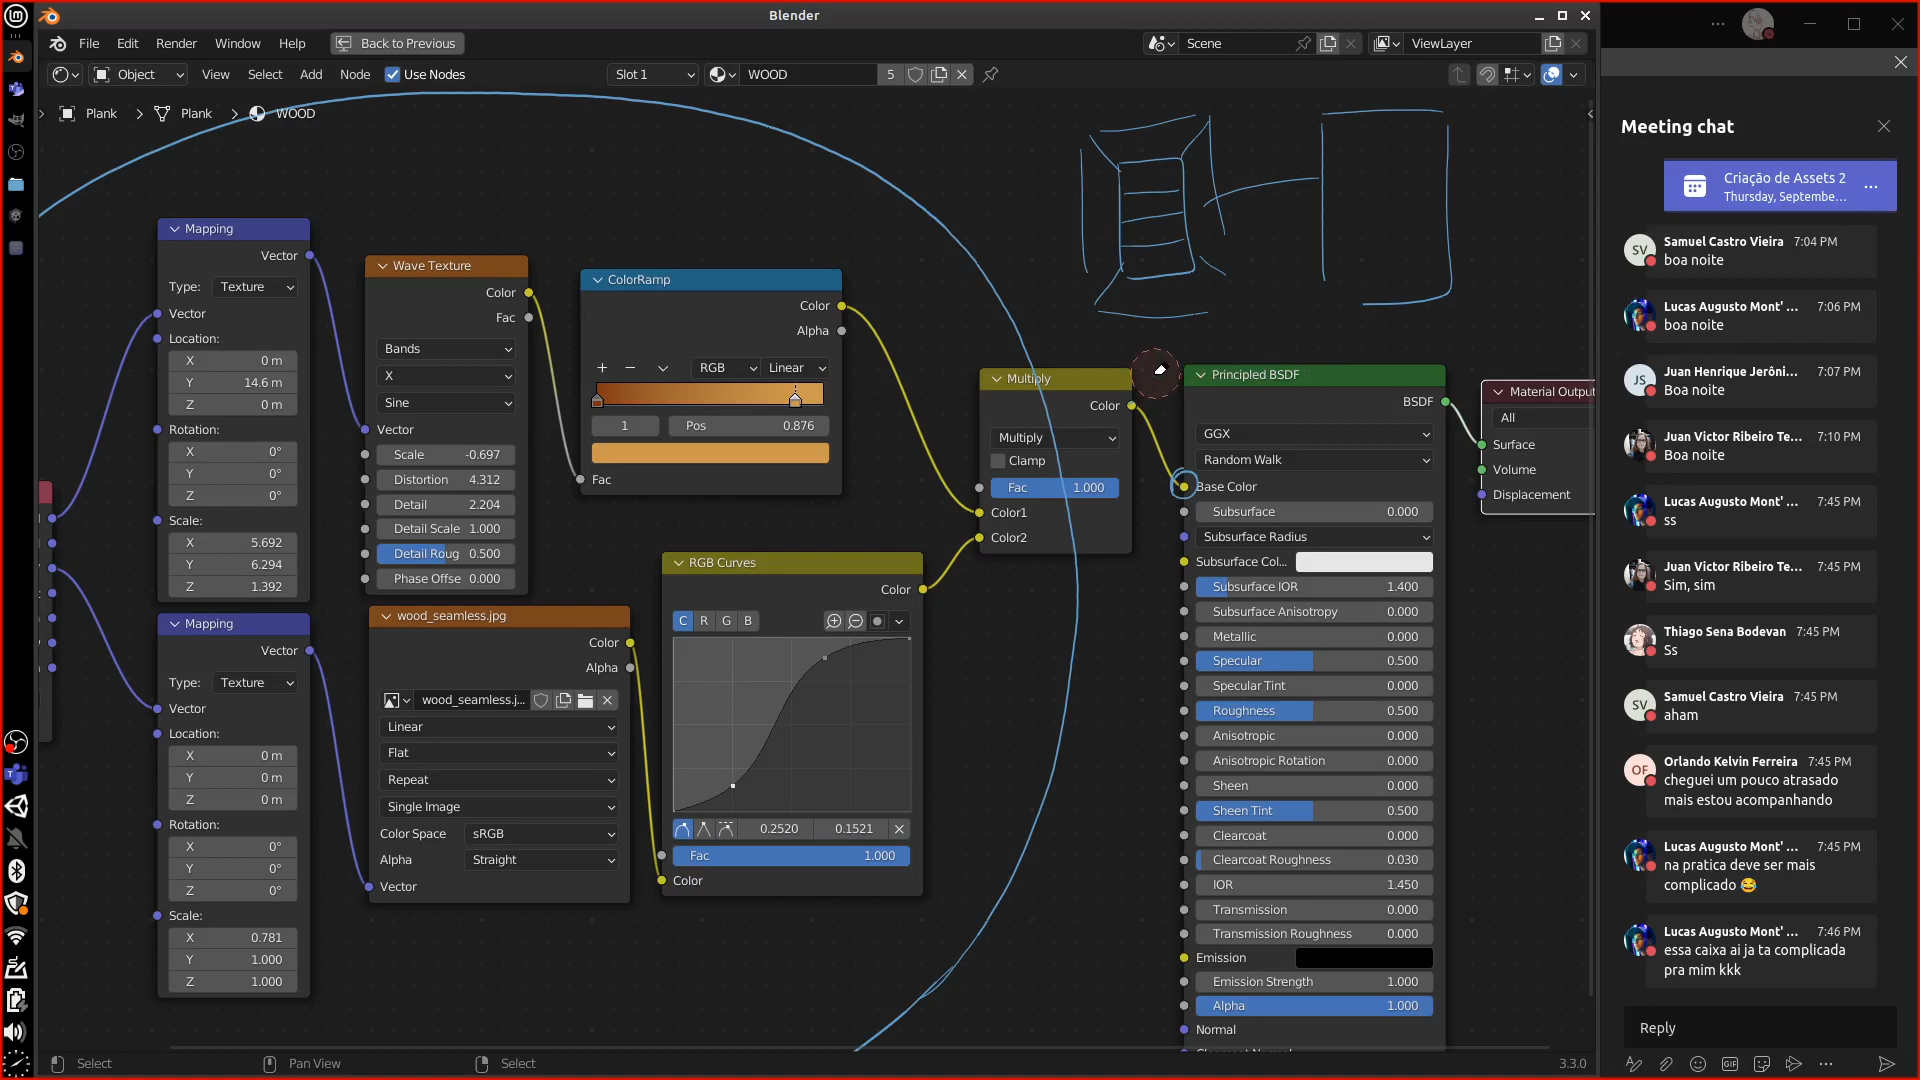 Blender
File Edit Render Window Help Back to Previous Scene ViewLayer
Object View Select Add Node Use Nodes Slot 1 WOOD 5
Plank Plank WOOD
Mapping
Vector
Type: Texture
Vector
Location:
X 0 m
Y 14.6 m
Z 0 m
Rotation:
X 0°
Y 0°
Z 0°
Scale:
X 5.692
Y 6.294
Z 1.392
Mapping
Vector
Type: Texture
Vector
Location:
X 0 m
Y 0 m
Z 0 m
Rotation:
X 0°
Y 0°
Z 0°
Scale:
X 0.781
Y 1.000
Z 1.000
Wave Texture
Color
Fac
Bands
X
Sine
Vector
Scale -0.697
Distortion 4.312
Detail 2.204
Detail Scale 1.000
Detail Roug 0.500
Phase Offse 0.000
wood_seamless.jpg
Color
Alpha
wood_seamless.j...
Linear
Flat
Repeat
Single Image
Color Space sRGB
Alpha Straight
Vector
ColorRamp
Color
Alpha
RGB Linear
1 Pos 0.876
Fac
RGB Curves
Color
C R G B
0.2520 0.1521
Fac 1.000
Color
Multiply
Color
Multiply
Clamp
Fac 1.000
Color1
Color2
Principled BSDF
BSDF
GGX
Random Walk
Base Color
Subsurface 0.000
Subsurface Radius
Subsurface Col...
Subsurface IOR 1.400
Subsurface Anisotropy 0.000
Metallic 0.000
Specular 0.500
Specular Tint 0.000
Roughness 0.500
Anisotropic 0.000
Anisotropic Rotation 0.000
Sheen 0.000
Sheen Tint 0.500
Clearcoat 0.000
Clearcoat Roughness 0.030
IOR 1.450
Transmission 0.000
Transmission Roughness 0.000
Emission
Emission Strength 1.000
Alpha 1.000
Normal
Material Output
All
Surface
Volume
Displacement
Select Pan View Select 3.3.0
Meeting chat
Criação de Assets 2
Thursday, Septembe...
SV Samuel Castro Vieira 7:04 PM
boa noite
Lucas Augusto Mont' ... 7:06 PM
boa noite
JS Juan Henrique Jerôni... 7:07 PM
Boa noite
Juan Victor Ribeiro Te... 7:10 PM
Boa noite
Lucas Augusto Mont' ... 7:45 PM
ss
Juan Victor Ribeiro Te... 7:45 PM
Sim, sim
Thiago Sena Bodevan 7:45 PM
Ss
SV Samuel Castro Vieira 7:45 PM
aham
OF Orlando Kelvin Ferreira 7:45 PM
cheguei um pouco atrasado
mais estou acompanhando
Lucas Augusto Mont' ... 7:45 PM
na pratica deve ser mais
complicado 😂
Lucas Augusto Mont' ... 7:46 PM
essa caixa ai ja ta complicada
pra mim kkk
Reply
GIF